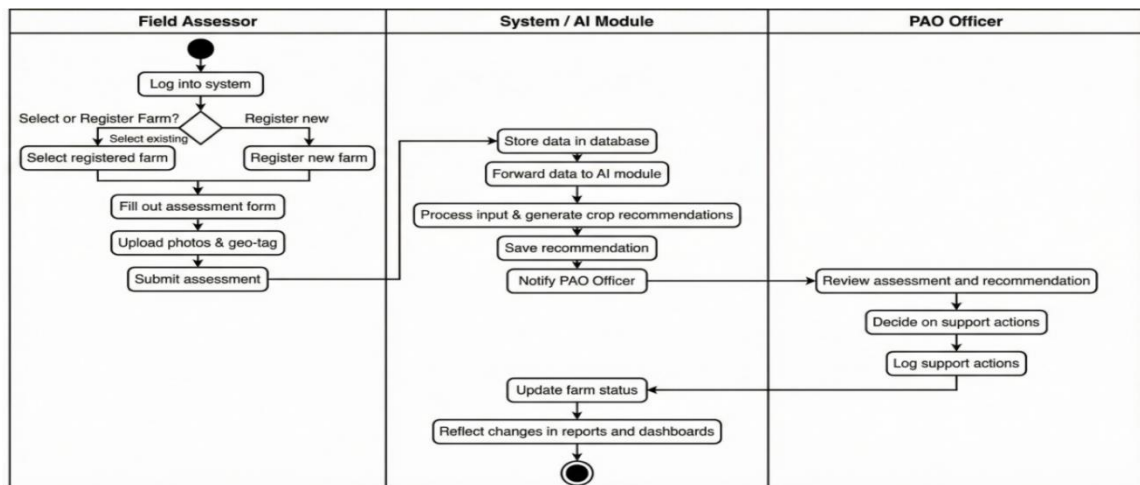 Field Assessor
System / AI Module
PAO Officer
Log into system
Select or Register Farm?
Register new
Select existing
Select registered farm
Register new farm
Fill out assessment form
Upload photos & geo-tag
Submit assessment
Store data in database
Forward data to AI module
Process input & generate crop recommendations
Save recommendation
Notify PAO Officer
Review assessment and recommendation
Decide on support actions
Log support actions
Update farm status
Reflect changes in reports and dashboards